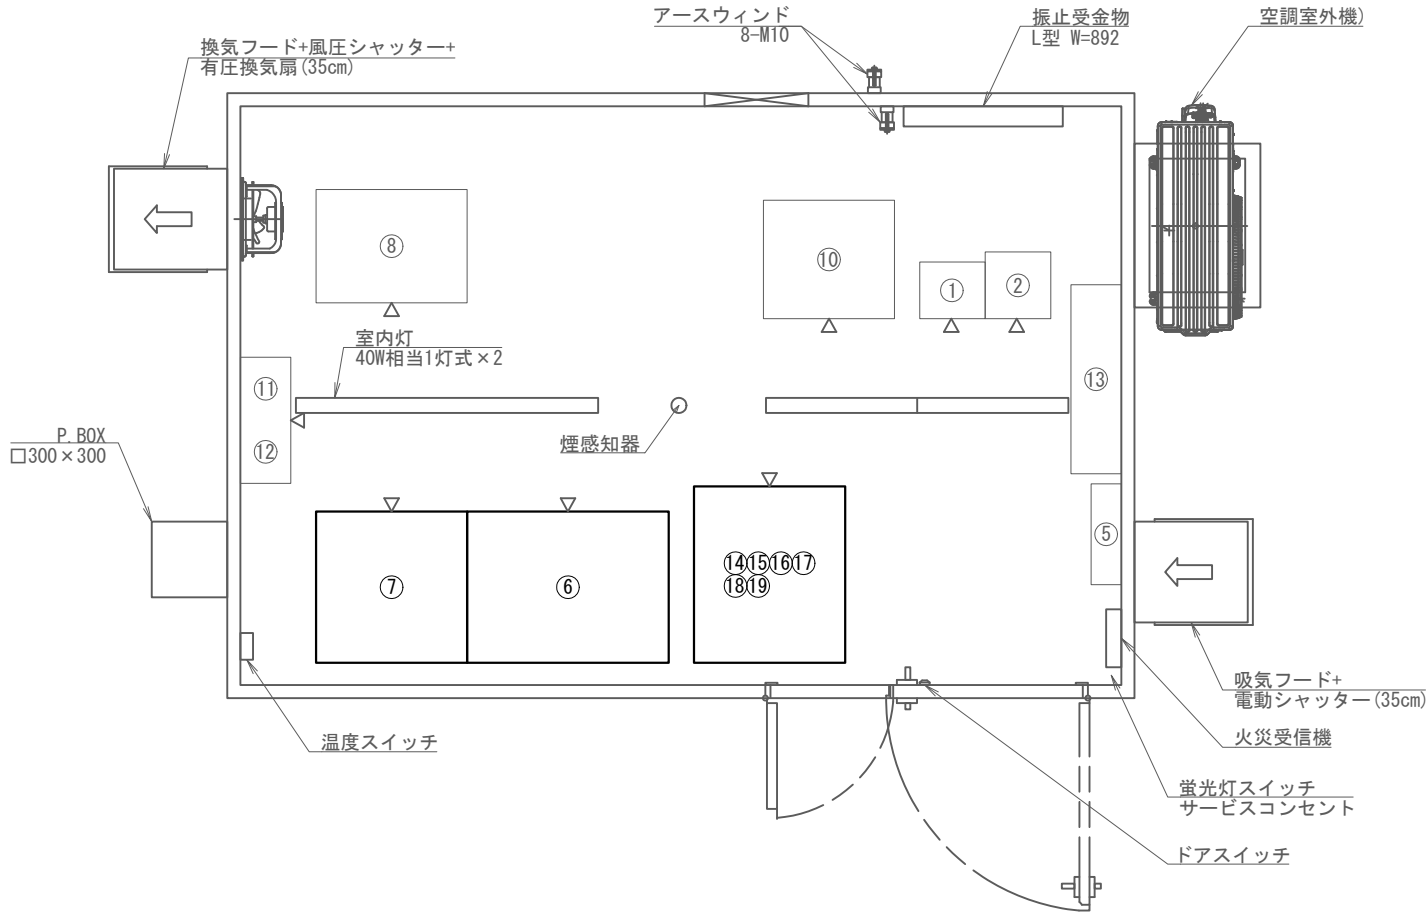 アースウィンド
8-M10
振止受金物
L型 W=892
空調室外機)
換気フード+風圧シャッター+
有圧換気扇(35cm)
⑧
⑩
①
②
室内灯
40W相当1灯式×2
⑪
⑬
P.BOX
□300×300
⑫
煙感知器
⑤
⑭⑮⑯⑰
⑱⑲
⑦
⑥
吸気フード+
電動シャッター(35cm)
温度スイッチ
火災受信機
蛍光灯スイッチ
サービスコンセント
ドアスイッチ